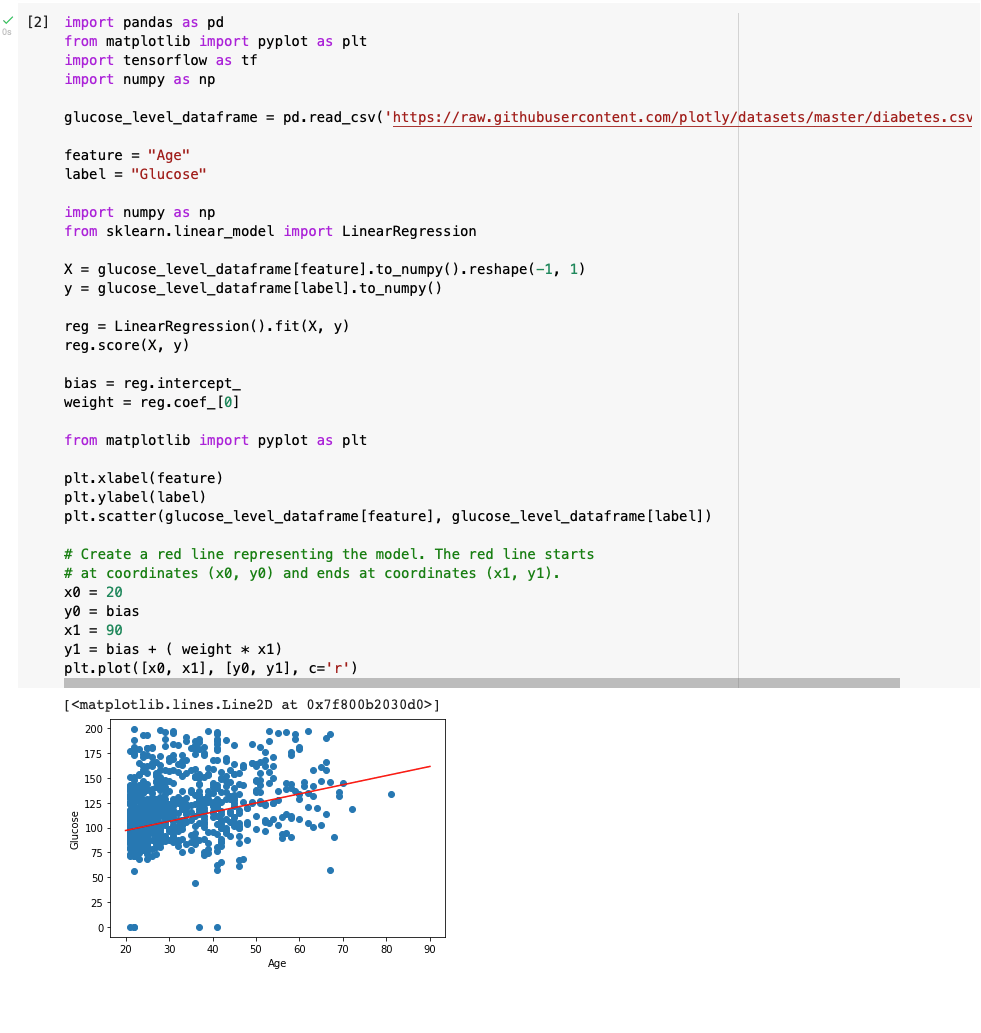 0s
[2] import pandas as pd
from matplotlib import pyplot as plt
import tensorflow as tf
import numpy as np
glucose_level_dataframe = pd.read_csv('https://raw.githubusercontent.com/plotly/datasets/master/diabetes.csv
feature = "Age"
label = "Glucose"
import numpy as np
from sklearn.linear_model import LinearRegression
X = glucose_level_dataframe[feature].to_numpy().reshape(-1, 1)
y = glucose_level_dataframe[label].to_numpy()
reg = LinearRegression().fit(X, y)
reg.score(X, y)
bias = reg.intercept_
weight = reg.coef_[0]
from matplotlib import pyplot as plt
plt.xlabel(feature)
plt.ylabel(label)
plt.scatter(glucose_level_dataframe[feature], glucose_level_dataframe[label])
# Create a red line representing the model. The red line starts
# at coordinates (x0, y0) and ends at coordinates (x1, y1).
x0 = 20
y0 = bias
x1 = 90
y1 = bias + ( weight * x1)
plt.plot([x0, x1], [y0, y1], c='r')
[<matplotlib.lines.Line2D at 0x7f800b2030d0>]
200
175
150
125
100
75
50
25
0
Glucose
20 30 40 50 60 70 80 90
Age